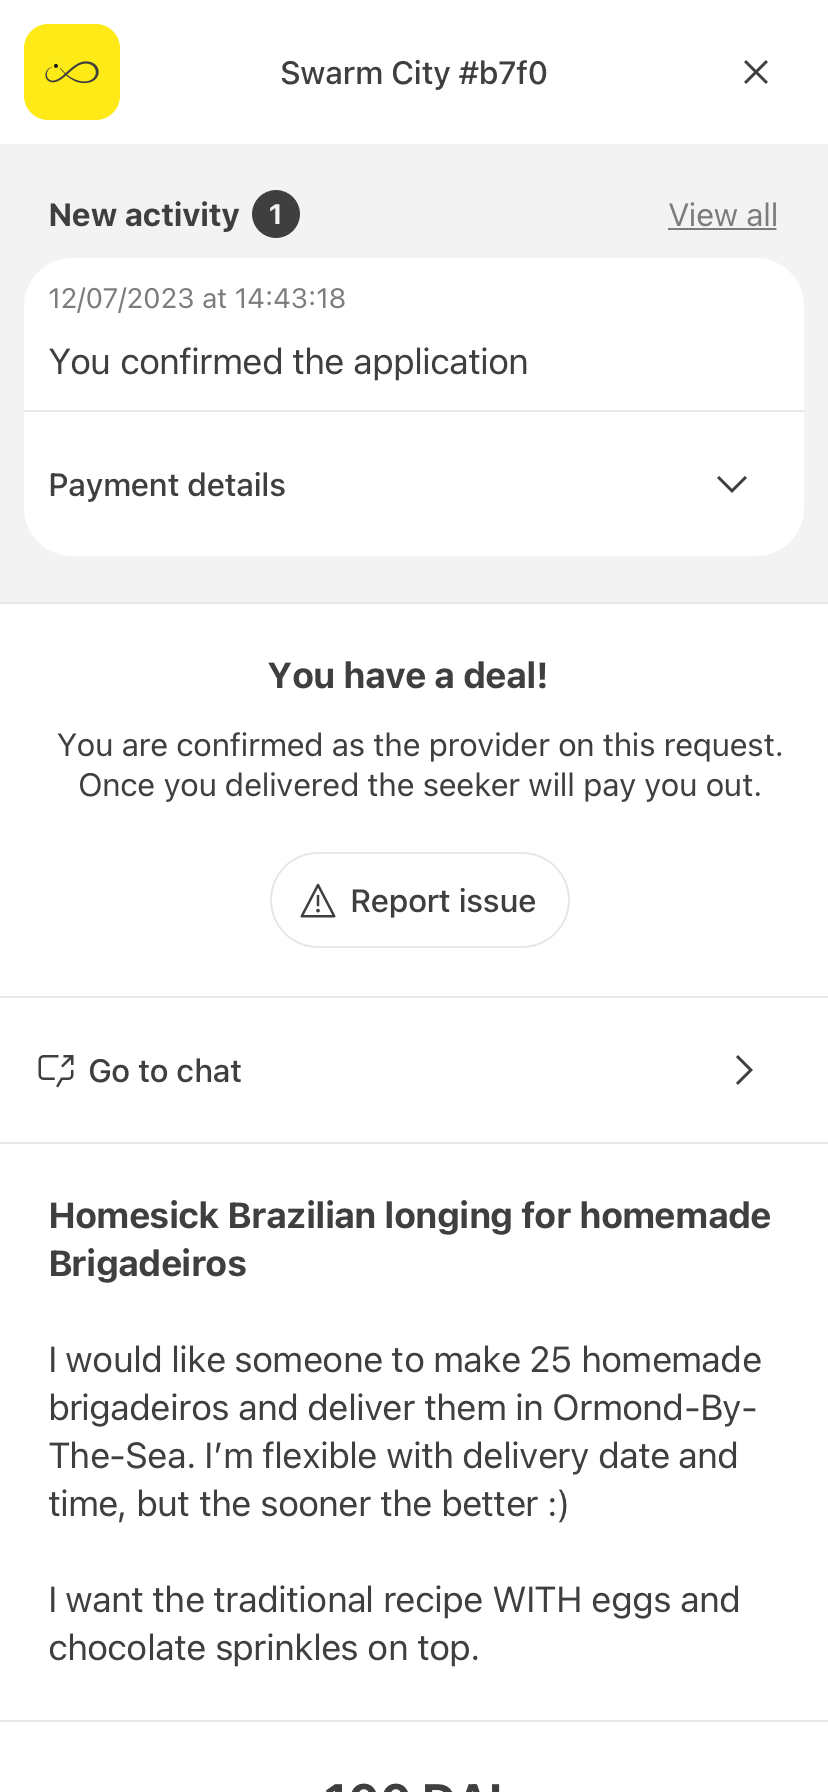 Swarm City #b7f0
New activity 1
View all
12/07/2023 at 14:43:18
You confirmed the application
Payment details
You have a deal!
You are confirmed as the provider on this request.
Once you delivered the seeker will pay you out.
Report issue
Go to chat
Homesick Brazilian longing for homemade
Brigadeiros
I would like someone to make 25 homemade
brigadeiros and deliver them in Ormond-By-
The-Sea. I’m flexible with delivery date and
time, but the sooner the better :)
I want the traditional recipe WITH eggs and
chocolate sprinkles on top.